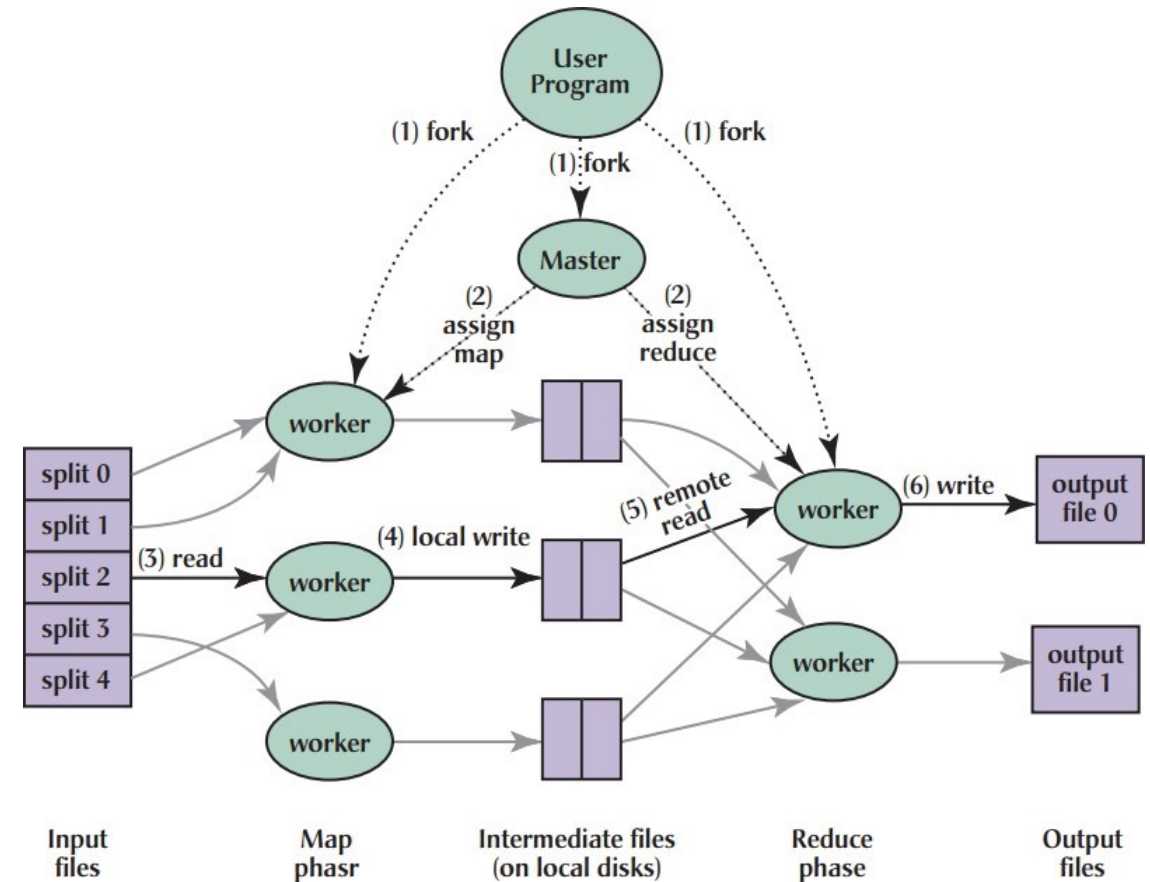 User
Program
(1) fork
(1) fork
(1) fork
Master
(2)
assign
map
(2)
assign
reduce
worker
split 0
split 1
split 2
split 3
split 4
(3) read
worker
(4) local write
(5) remote
read
worker
(6) write
output
file 0
worker
output
file 1
worker
Input
files
Map
phasr
Intermediate files
(on local disks)
Reduce
phase
Output
files